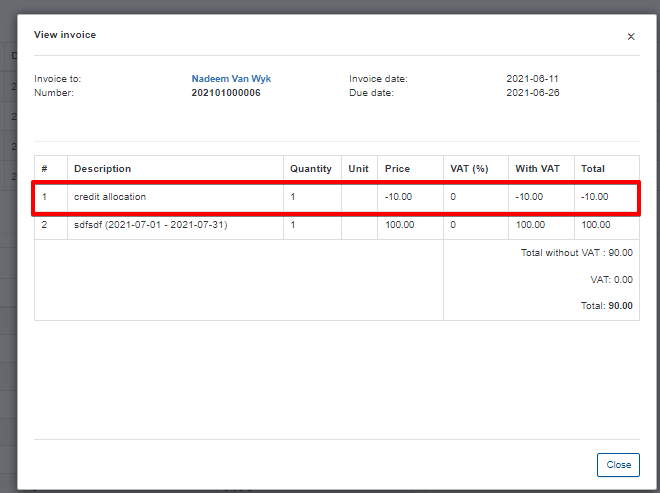 View invoice ×
Invoice to: Nadeem Van Wyk Invoice date: 2021-06-11
Number: 202101000006 Due date: 2021-06-26
# Description Quantity Unit Price VAT (%) With VAT Total
1 credit allocation 1 -10.00 0 -10.00 -10.00
2 sdfsdf (2021-07-01 - 2021-07-31) 1 100.00 0 100.00 100.00
Total without VAT : 90.00
VAT: 0.00
Total: 90.00
Close